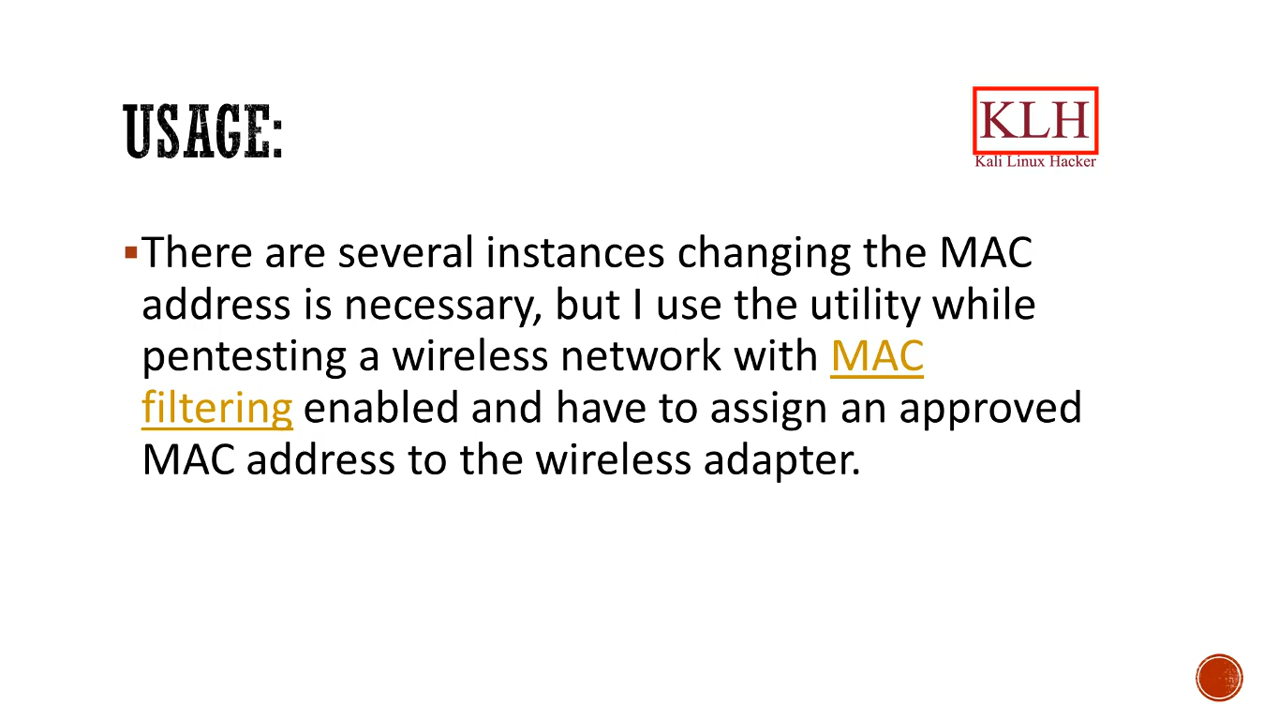 USAGE:
KLH
Kali Linux Hacker
▪There are several instances changing the MAC
address is necessary, but I use the utility while
pentesting a wireless network with MAC
filtering enabled and have to assign an approved
MAC address to the wireless adapter.